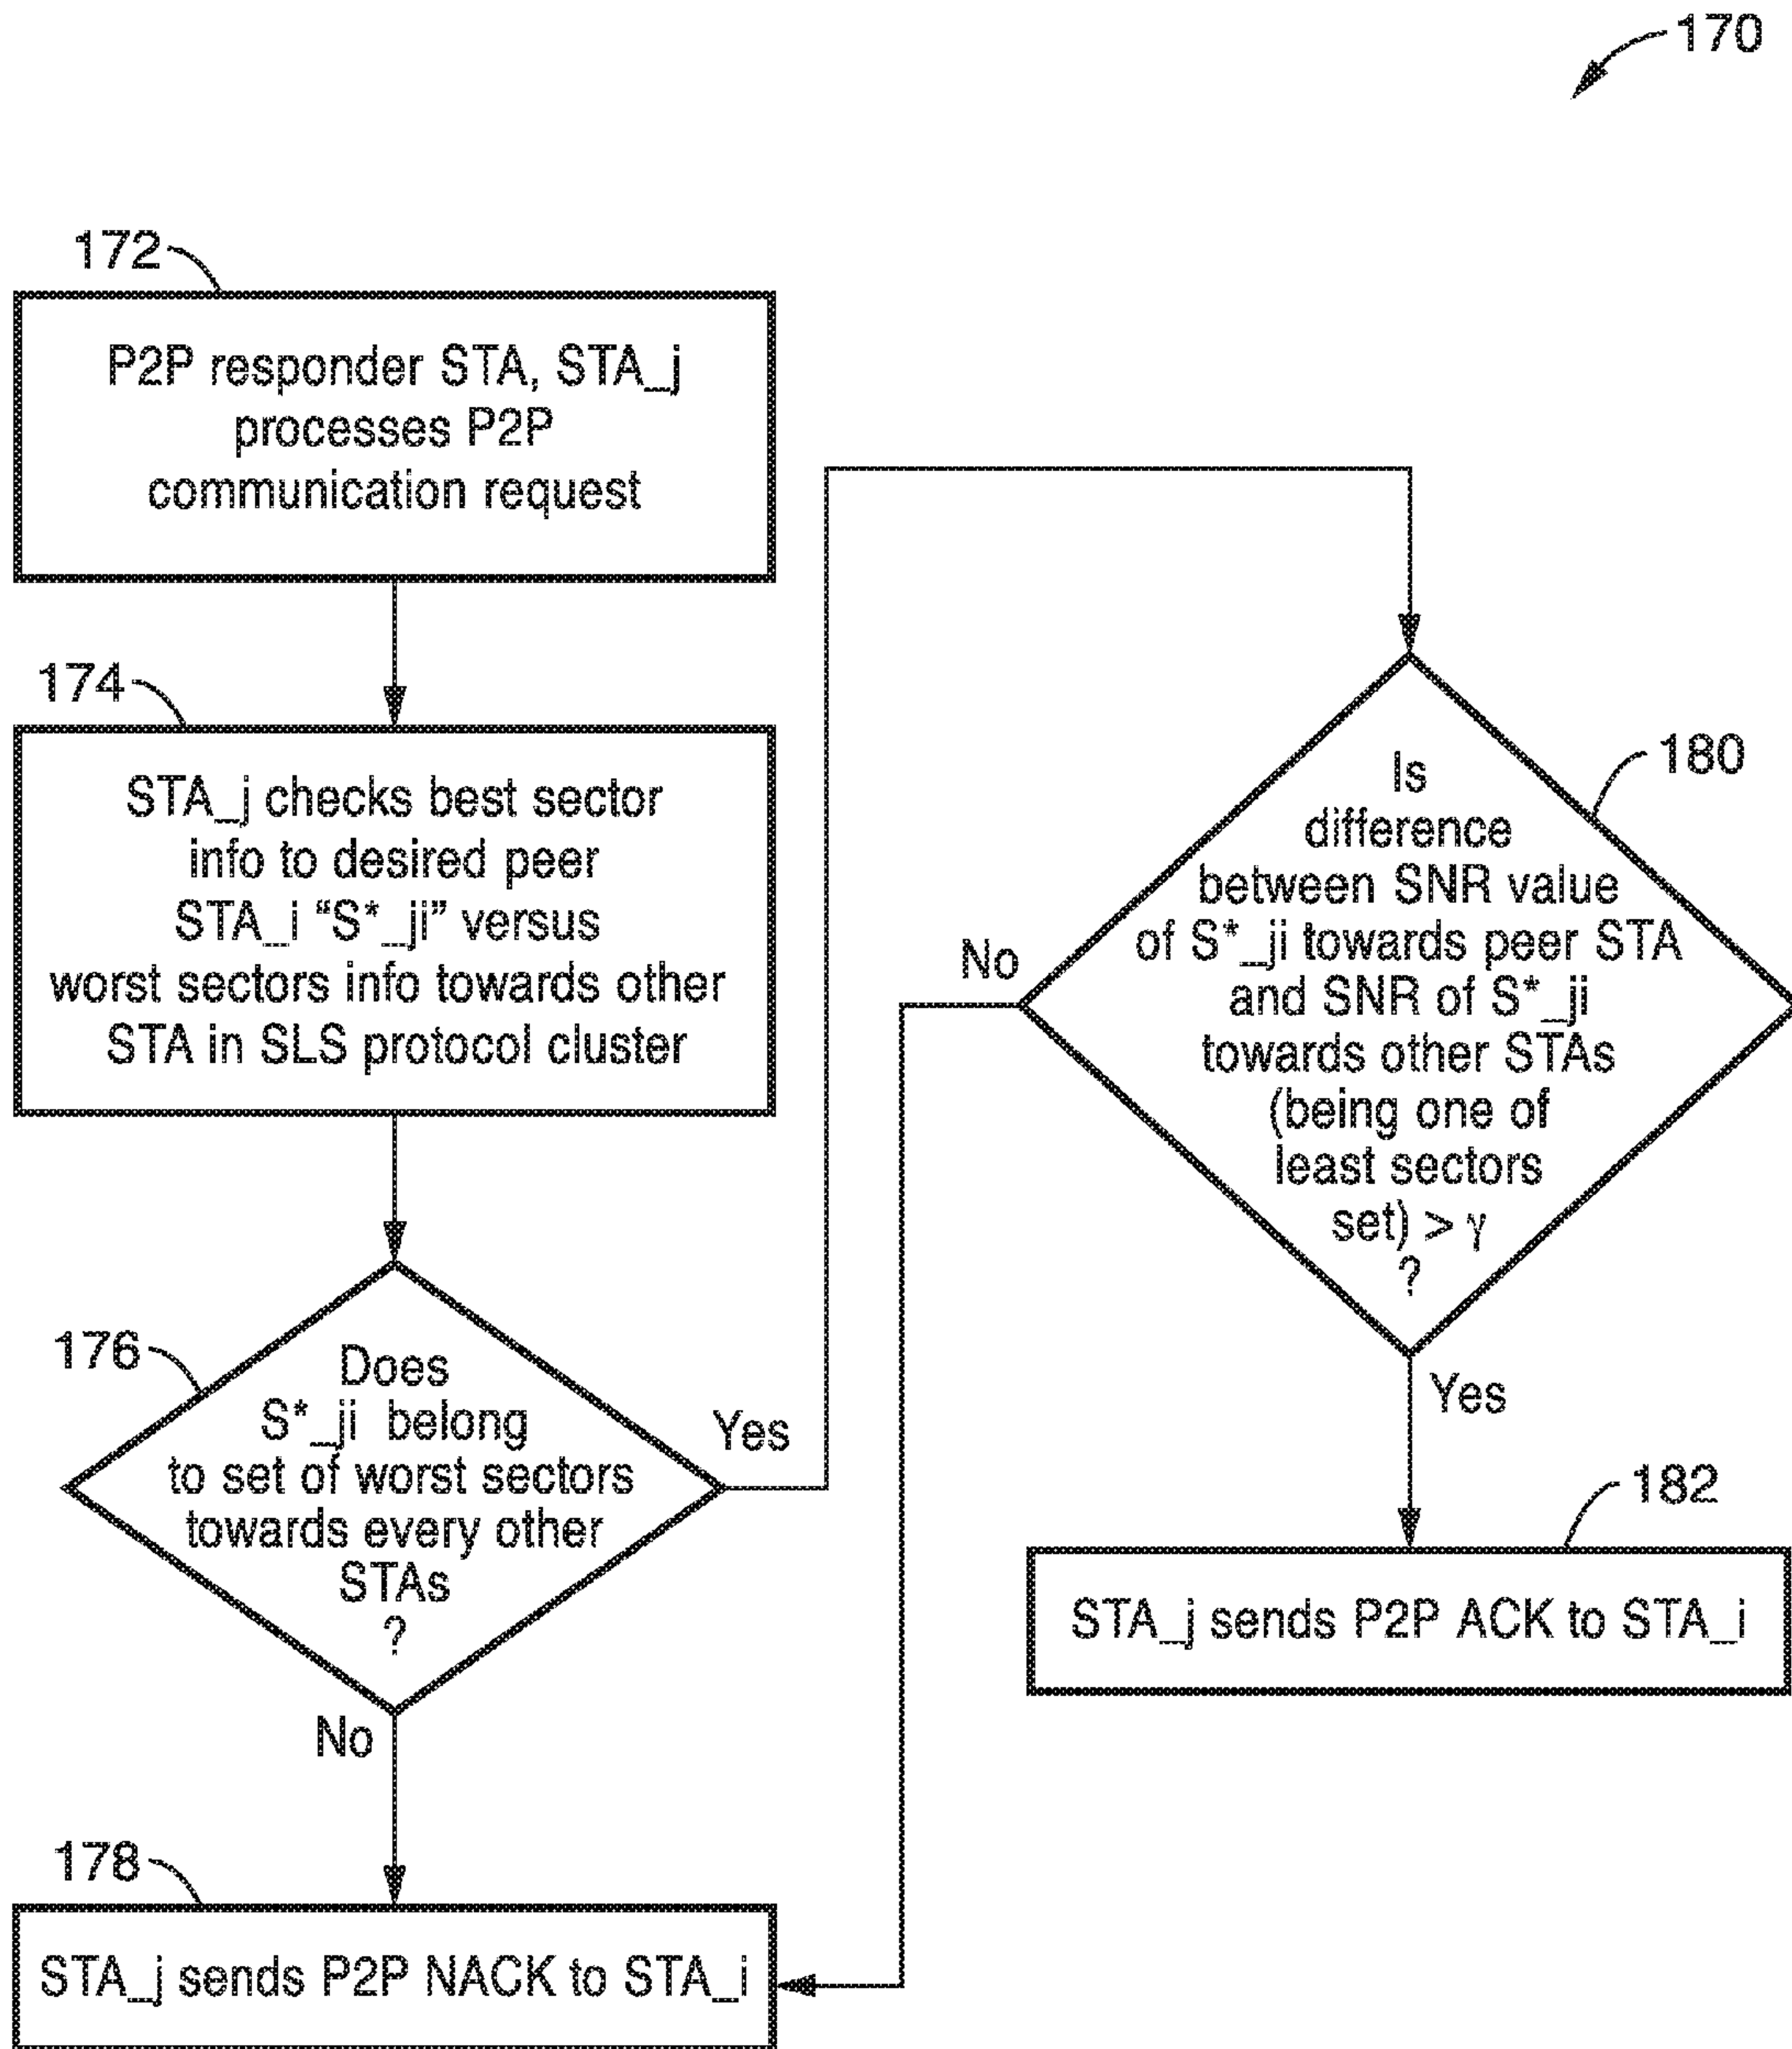 170
172
P2P responder STA, STA_j
processes P2P
communication request
174
STA_j checks best sector
info to desired peer
STA_i “S*_ji” versus
worst sectors info towards other
STA in SLS protocol cluster
176
Does
S*_ji belong
to set of worst sectors
towards every other
STAs
?
Yes
No
178
STA_j sends P2P NACK to STA_i
180
Is
difference
between SNR value
of S*_ji towards peer STA
and SNR of S*_ji
towards other STAs
(being one of
least sectors
set) > γ
?
No
Yes
182
STA_j sends P2P ACK to STA_i